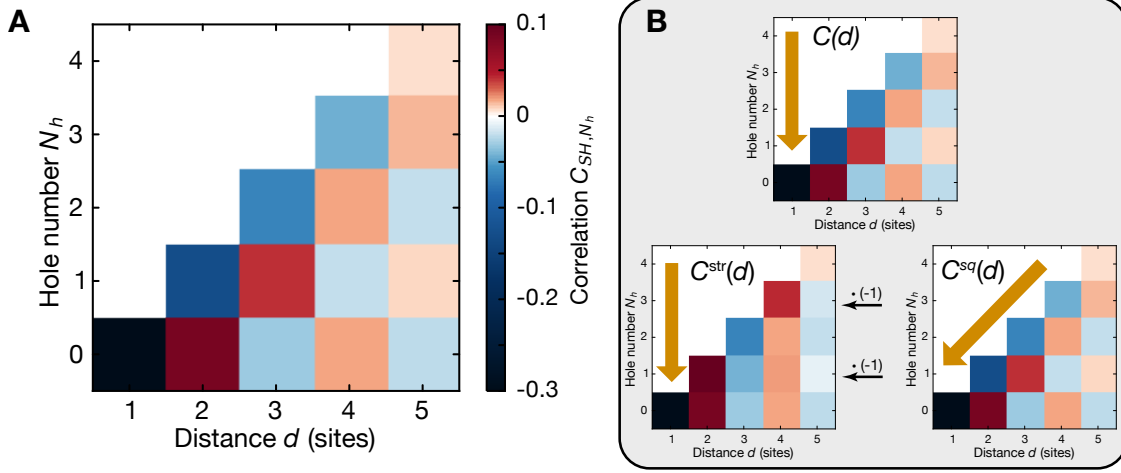 A
Hole number N_h
4
3
2
1
0
1 2 3 4 5
Distance d (sites)
0.1
0
-0.1
-0.2
-0.3
Correlation C_{SH,N_h}
B
C(d)
Hole number N_h
4
3
2
1
0
1 2 3 4 5
Distance d (sites)
C^{str}(d)
Hole number N_h
4
3
2
1
0
1 2 3 4 5
Distance d (sites)
· (-1)
· (-1)
C^{sq}(d)
Hole number N_h
4
3
2
1
0
1 2 3 4 5
Distance d (sites)